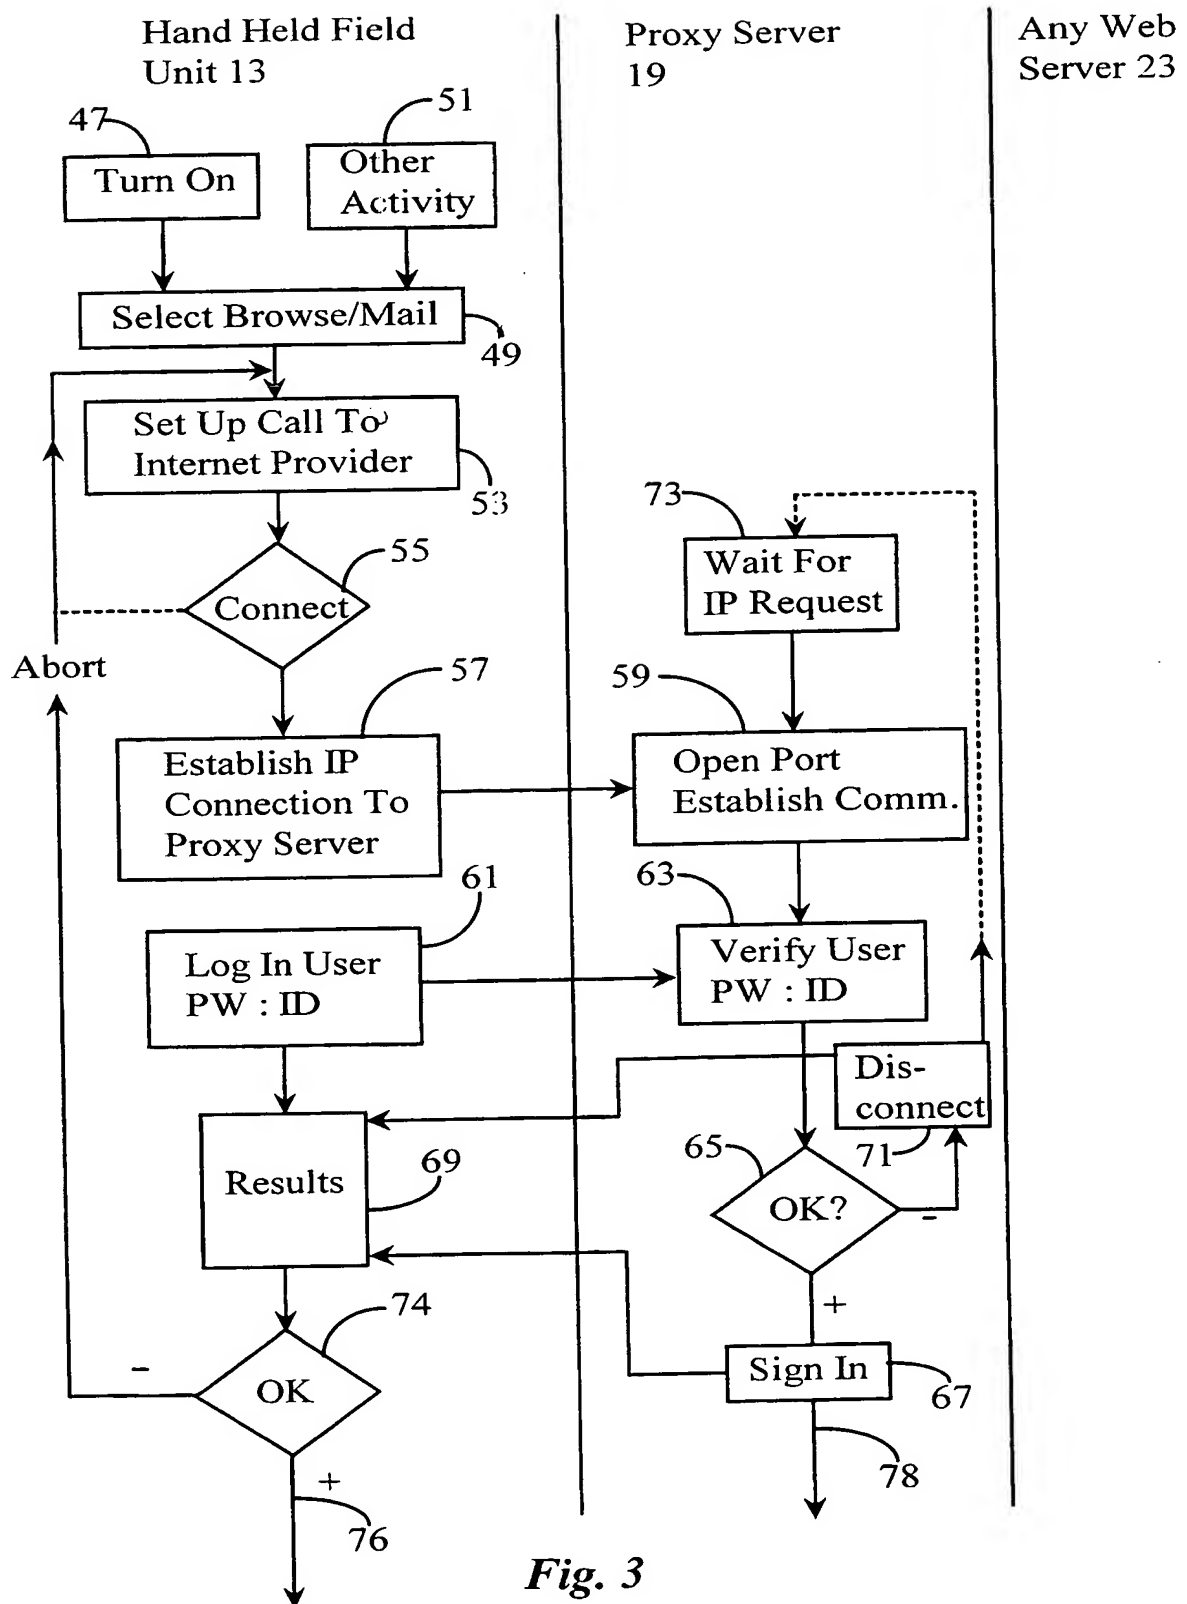 Hand Held Field
Unit 13
Proxy Server
19
Any Web
Server 23
47
51
Turn On
Other
Activity
Select Browse/Mail
49
Set Up Call To
Internet Provider
53
73
Wait For
IP Request
55
Connect
Abort
57
59
Establish IP
Connection To
Proxy Server
Open Port
Establish Comm.
61
63
Log In User
PW : ID
Verify User
PW : ID
Dis-
connect
71
65
Results
69
OK?
-
+
74
-
OK
Sign In
67
+
76
78
Fig. 3